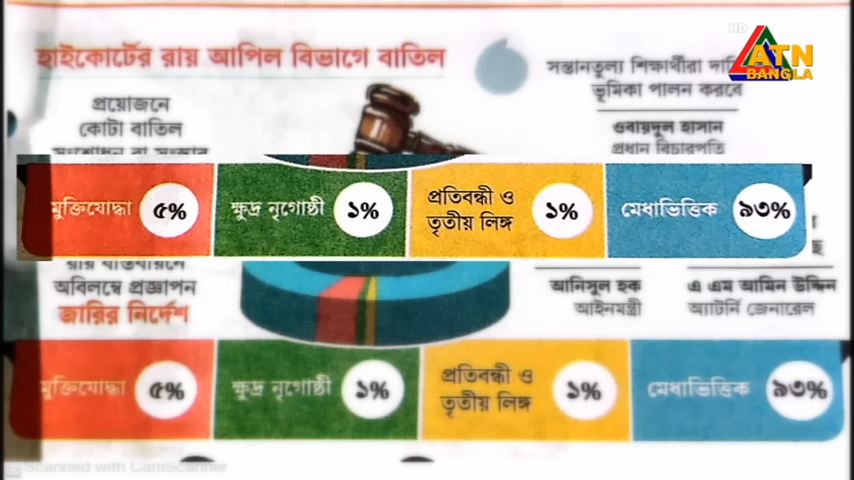 হাইকোর্টের রায় আপিল বিভাগে বাতিল
HD
ATN
BANGLA
সন্তানতুল্য শিক্ষার্থীরা
ভূমিকা পালন করবে
ওবায়দুল হাসান
প্রধান বিচারপতি
প্রয়োজনে
কোটা বাতিল
সংশোধন বা সংস্কার
মুক্তিযোদ্ধা ৫%
ক্ষুদ্র নৃগোষ্ঠী ১%
প্রতিবন্ধী ও
তৃতীয় লিঙ্গ ১%
মেধাভিত্তিক ৯৩%
রায় বাস্তবায়নে
অবিলম্বে প্রজ্ঞাপন
জারির নির্দেশ
আনিসুল হক
আইনমন্ত্রী
এ এম আমিন উদ্দিন
অ্যাটর্নি জেনারেল
মুক্তিযোদ্ধা ৫%
ক্ষুদ্র নৃগোষ্ঠী ১%
প্রতিবন্ধী ও
তৃতীয় লিঙ্গ ১%
মেধাভিত্তিক ৯৩%
Scanned with CamScanner